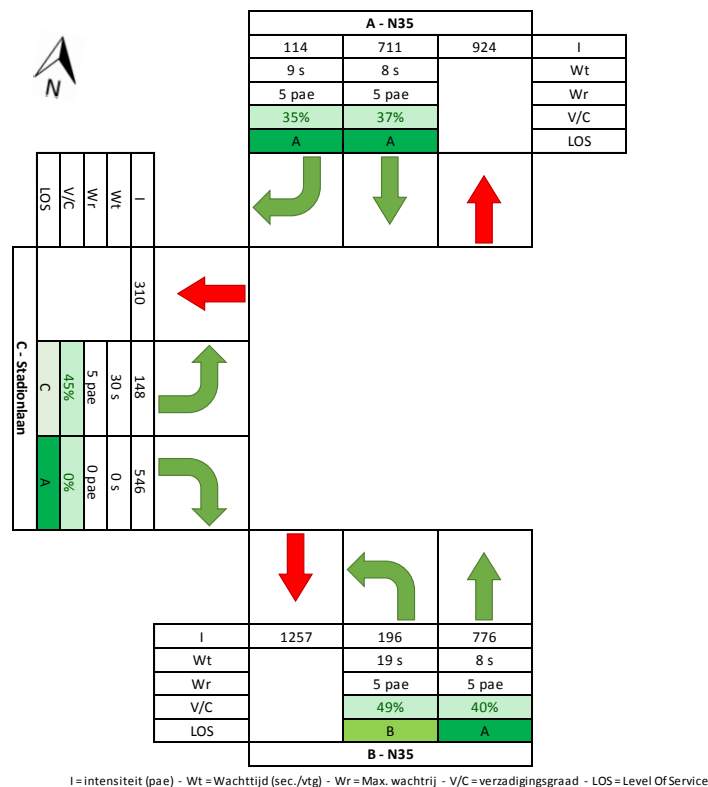 A - N35
114 711 924 I
9 s 8 s Wt
5 pae 5 pae Wr
35% 37% V/C
A A LOS
N
LOS V/C Wr Wt I
310
C - Stadionlaan
C 45% 5 pae 30 s 148
A 0% 0 pae 0 s 546
I 1257 196 776
Wt 19 s 8 s
Wr 5 pae 5 pae
V/C 49% 40%
LOS B A
B - N35
I = intensiteit (pae) - Wt = Wachttijd (sec./vtg) - Wr = Max. wachtrij - V/C = verzadigingsgraad - LOS = Level Of Service